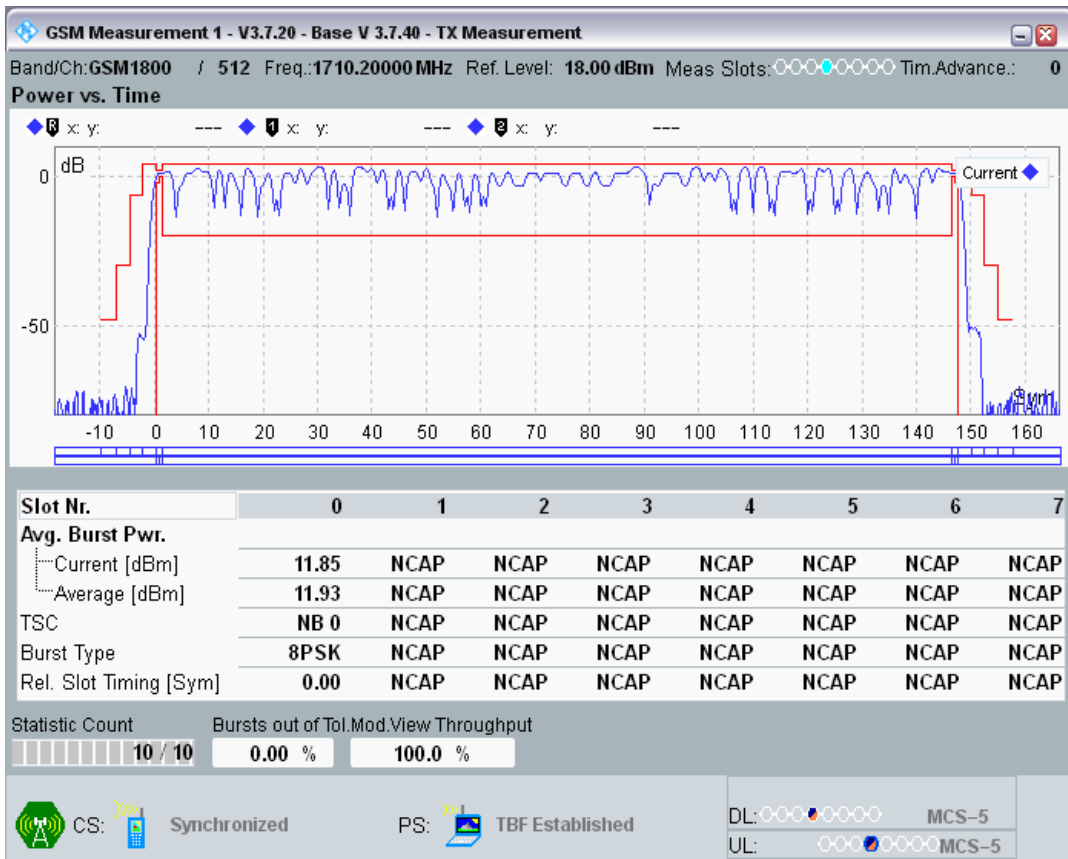 GSM Measurement 1 - V3.7.20 - Base V 3.7.40 - TX Measurement
Band/Ch:GSM1800 / 512 Freq.:1710.20000 MHz Ref. Level: 18.00 dBm Meas Slots: Tim.Advance.: 0
Power vs. Time
R x: y: --- 1 x: y: --- 2 x: y: ---
dB
Current
0
-50
Sym
-10 0 10 20 30 40 50 60 70 80 90 100 110 120 130 140 150 160
Slot Nr. 0 1 2 3 4 5 6 7
Avg. Burst Pwr.
Current [dBm] 11.85 NCAP NCAP NCAP NCAP NCAP NCAP NCAP
Average [dBm] 11.93 NCAP NCAP NCAP NCAP NCAP NCAP NCAP
TSC NB 0 NCAP NCAP NCAP NCAP NCAP NCAP NCAP
Burst Type 8PSK NCAP NCAP NCAP NCAP NCAP NCAP NCAP
Rel. Slot Timing [Sym] 0.00 NCAP NCAP NCAP NCAP NCAP NCAP NCAP
Statistic Count Bursts out of Tol.Mod.View Throughput
10 / 10 0.00 % 100.0 %
CS: Synchronized PS: TBF Established
DL: MCS-5
UL: MCS-5